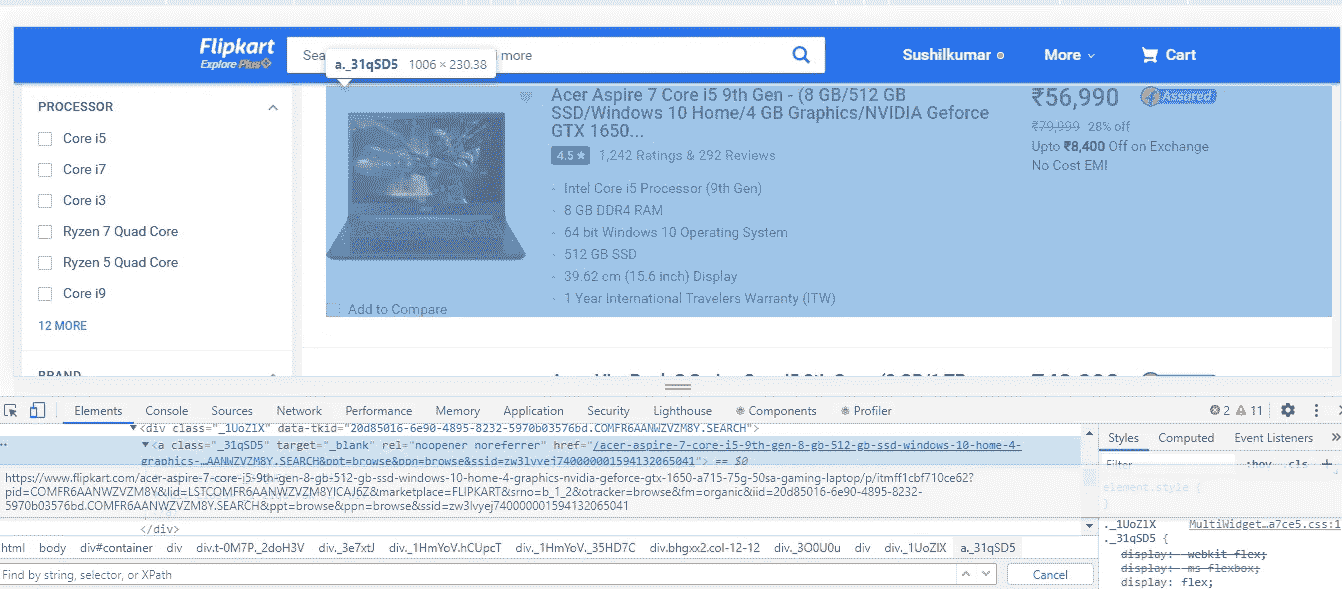 Flipkart
Explore Plus
Sea
more
a._31qSD5 1006 × 230.38
Sushilkumar
More
Cart
PROCESSOR
Core i5
Core i7
Core i3
Ryzen 7 Quad Core
Ryzen 5 Quad Core
Core i9
12 MORE
BRAND
Acer Aspire 7 Core i5 9th Gen - (8 GB/512 GB
SSD/Windows 10 Home/4 GB Graphics/NVIDIA Geforce
GTX 1650...
4.5 ★ 1,242 Ratings & 292 Reviews
Intel Core i5 Processor (9th Gen)
8 GB DDR4 RAM
64 bit Windows 10 Operating System
512 GB SSD
39.62 cm (15.6 inch) Display
1 Year International Travelers Warranty (ITW)
Add to Compare
₹56,990 Assured
₹79,999 28% off
Upto ₹8,400 Off on Exchange
No Cost EMI
Elements Console Sources Network Performance Memory Application Security Lighthouse Components Profiler 2 11
<div class="_1UoZlX" data-tkid="20d85016-6e90-4895-8232-5970b03576bd.COMFR6AANWZVZM8Y.SEARCH">
<a class="_31qSD5" target="_blank" rel="noopener noreferrer" href="/acer-aspire-7-core-i5-9th-gen-8-gb-512-gb-ssd-windows-10-home-4-
graphics-…AANWZVZM8Y.SEARCH&ppt=browse&ppn=browse&ssid=zw3lvyej740000001594132065041"> == $0
https://www.flipkart.com/acer-aspire-7-core-i5-9th-gen-8-gb-512-gb-ssd-windows-10-home-4-graphics-nvidia-geforce-gtx-1650-a715-75g-50sa-gaming-laptop/p/itmff1cbf710ce62?
pid=COMFR6AANWZVZM8Y&lid=LSTCOMFR6AANWZVZM8YICAJ6Z&marketplace=FLIPKART&srno=b_1_2&otracker=browse&fm=organic&iid=20d85016-6e90-4895-8232-
5970b03576bd.COMFR6AANWZVZM8Y.SEARCH&ppt=browse&ppn=browse&ssid=zw3lvyej740000001594132065041
</div>
html body div#container div div.t-0M7P._2doH3V div._3e7xtJ div._1HmYoV.hCUpcT div._1HmYoV._35HD7C div.bhgxx2.col-12-12 div._3O0U0u div div._1UoZlX a._31qSD5
Find by string, selector, or XPath
Cancel
Styles Computed Event Listeners
Filter :hov .cls +
element.style {
}
._1UoZlX MultiWidget…a7ce5.css:1
._31qSD5 {
display: -webkit-flex;
display: -ms-flexbox;
display: flex;